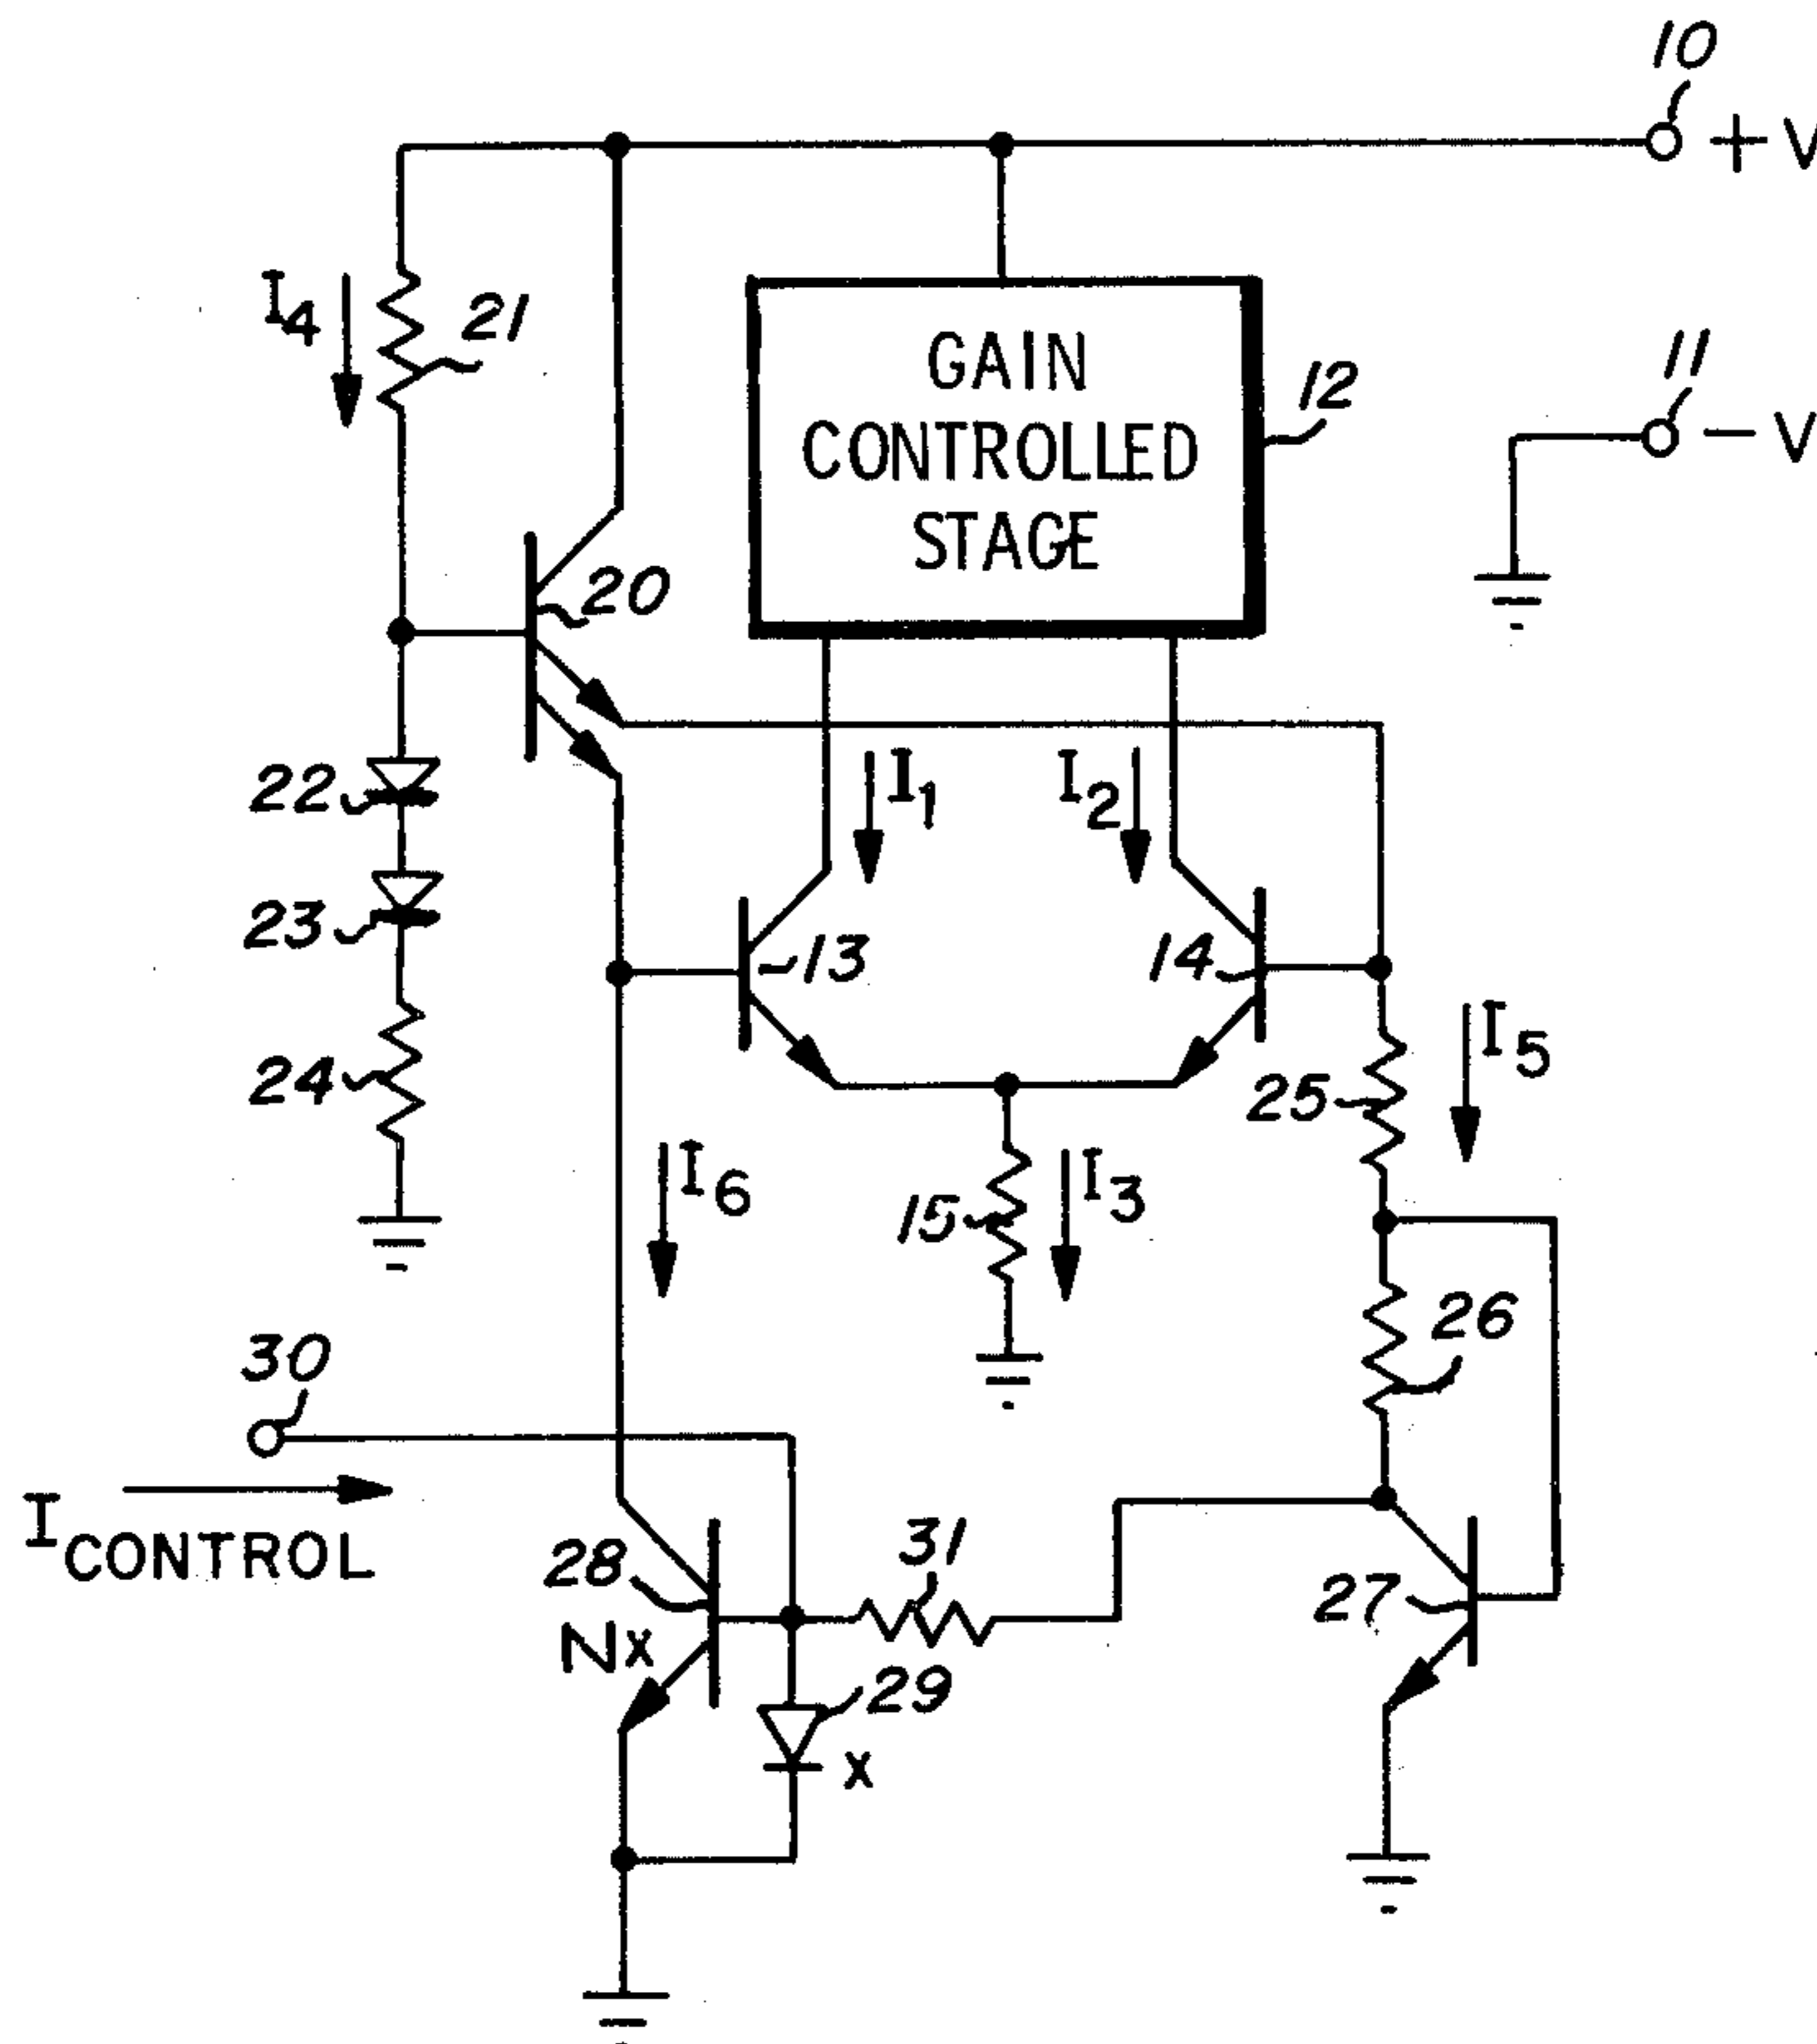 10
+V
I4
21
GAIN
CONTROLLED
STAGE
12
11
-V
20
22
I1
I2
23
13
14
I5
24
25
I6
15
I3
26
30
ICONTROL
28
31
27
NX
29
X